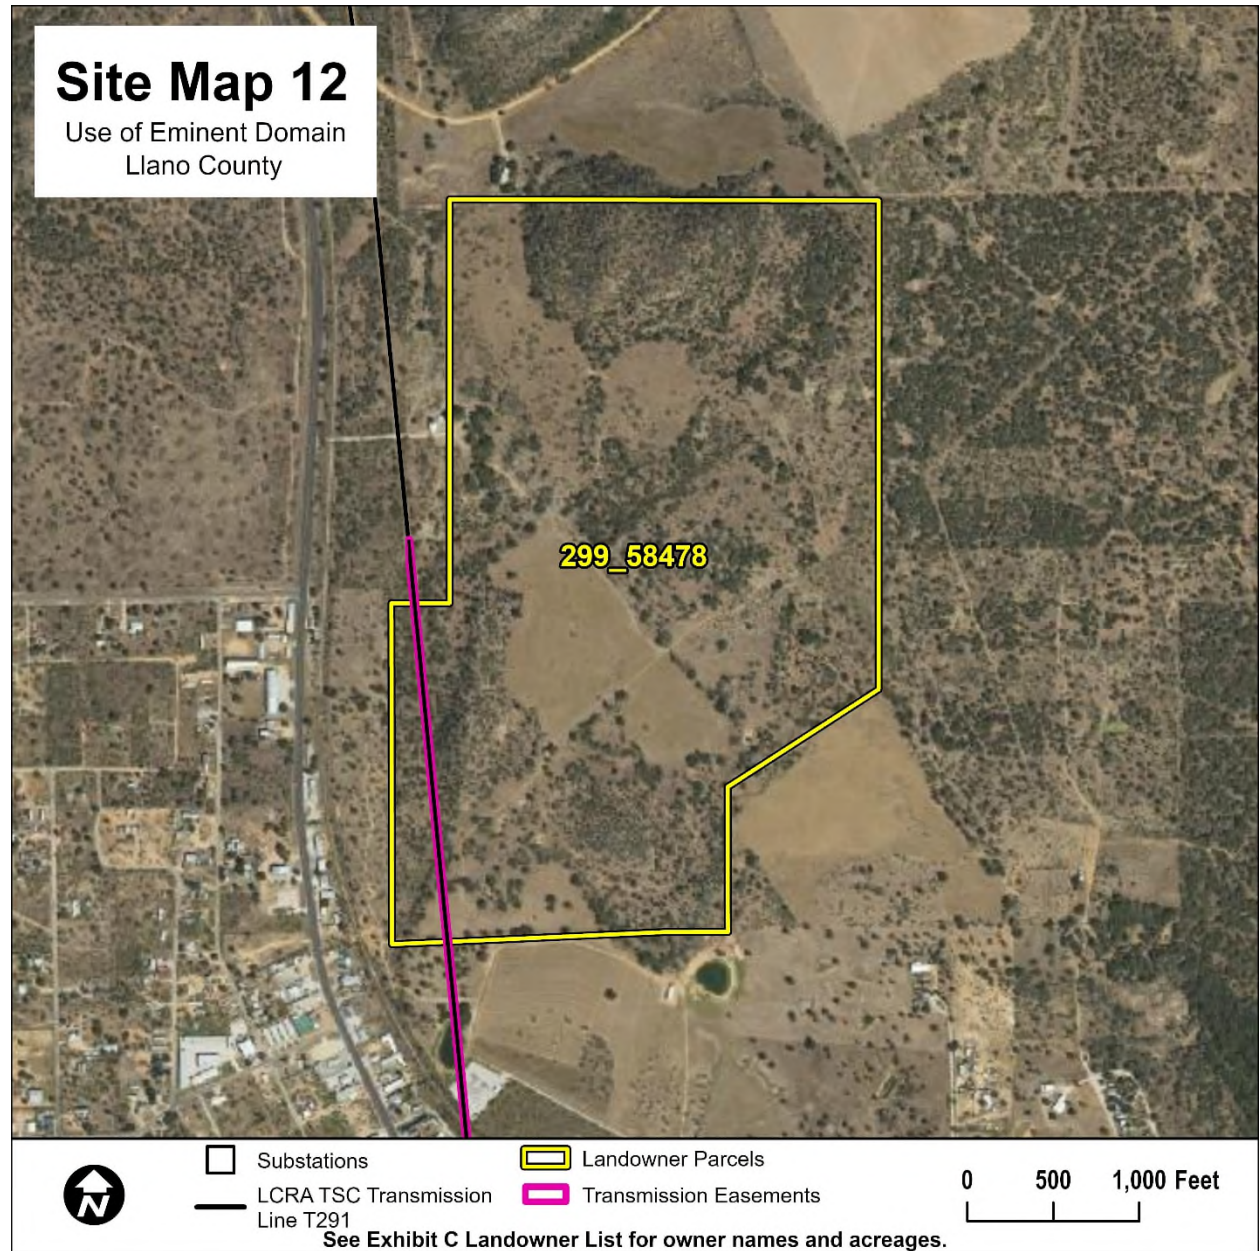 Site Map 12
Use of Eminent Domain
Llano County
299_58478
N
Substations
LCRA TSC Transmission
Line T291
Landowner Parcels
Transmission Easements
0 500 1,000 Feet
See Exhibit C Landowner List for owner names and acreages.